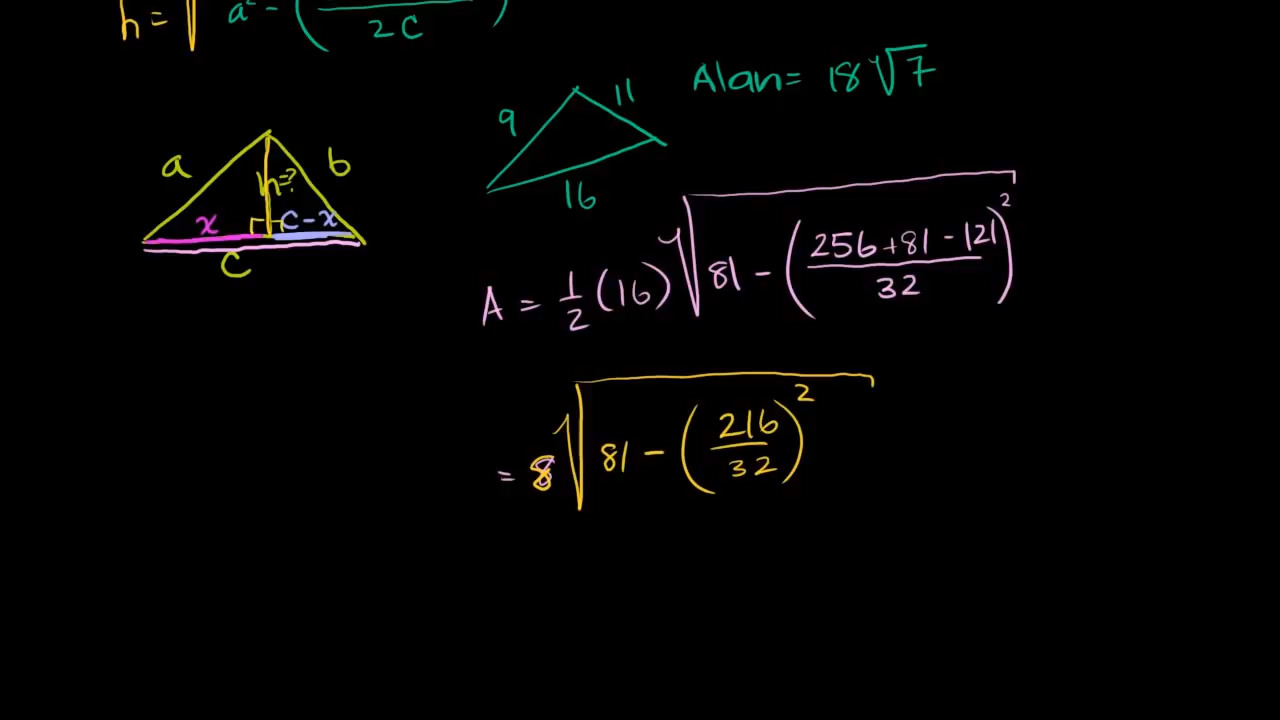 h = √ a² - (
2c
Alan = 18√7
9
11
16
a
b
h=?
x
c-x
c
A = 1/2 (16) √ 81 - ( 256+81-121 / 32 )²
= 8 √ 81 - ( 216 / 32 )²